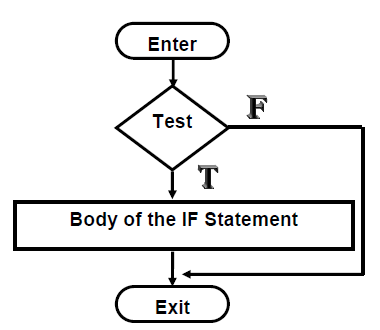 Enter
Test
F
T
Body of the IF Statement
Exit